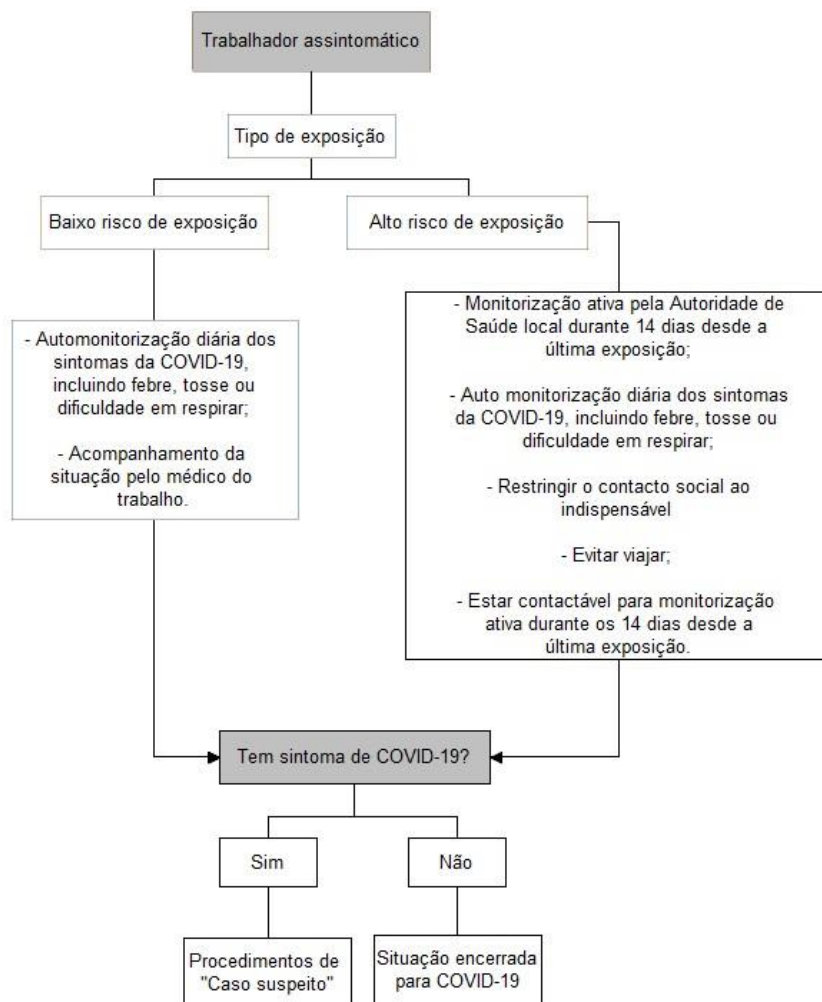 Trabalhador assintomático
Tipo de exposição
Baixo risco de exposição
Alto risco de exposição
- Automonitorização diária dos
sintomas da COVID-19,
incluindo febre, tosse ou
dificuldade em respirar;
- Acompanhamento da
situação pelo médico do
trabalho.
- Monitorização ativa pela Autoridade de
Saúde local durante 14 dias desde a
última exposição;
- Auto monitorização diária dos sintomas
da COVID-19, incluindo febre, tosse ou
dificuldade em respirar;
- Restringir o contacto social ao
indispensável
- Evitar viajar;
- Estar contactável para monitorização
ativa durante os 14 dias desde a
última exposição.
Tem sintoma de COVID-19?
Sim
Não
Procedimentos de
"Caso suspeito"
Situação encerrada
para COVID-19